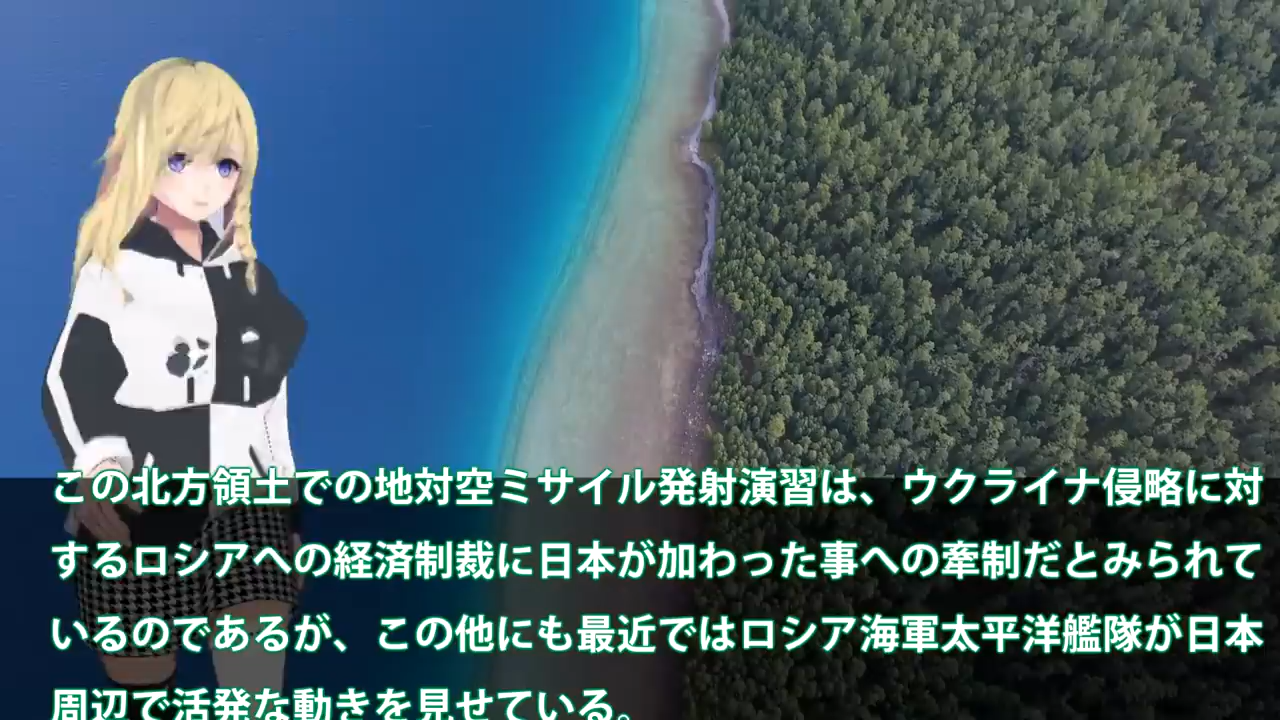 この北方領土での地対空ミサイル発射演習は、ウクライナ侵略に対
するロシアへの経済制裁に日本が加わった事への牽制だとみられて
いるのであるが、この他にも最近ではロシア海軍太平洋艦隊が日本
周辺で活発な動きを見せている。